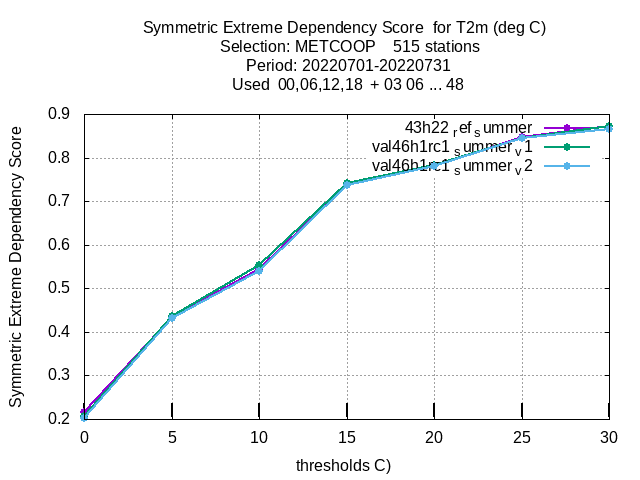 Symmetric Extreme Dependency Score  for T2m (deg C)
Selection: METCOOP    515 stations
Period: 20220701-20220731
Used  00,06,12,18  + 03 06 ... 48
43h22 ref summer
val46h1rc1 summer v1
val46h1rc1 summer v2
Symmetric Extreme Dependency Score
0.9
0.8
0.7
0.6
0.5
0.4
0.3
0.2
0 5 10 15 20 25 30
thresholds C)